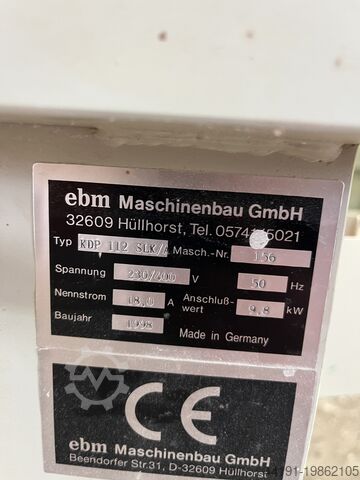 ebm Maschinenbau GmbH
32609 Hüllhorst, Tel. 05741/5021
Typ KDP 112 SLK/A Masch.-Nr. 156
Spannung 230/400 V 50 Hz
Nennstrom 18,0 A Anschluß-wert 9,8 kW
Baujahr 1998 Made in Germany
CE
ebm Maschinenbau GmbH
Beendorfer Str.31, D-32609 Hüllhorst